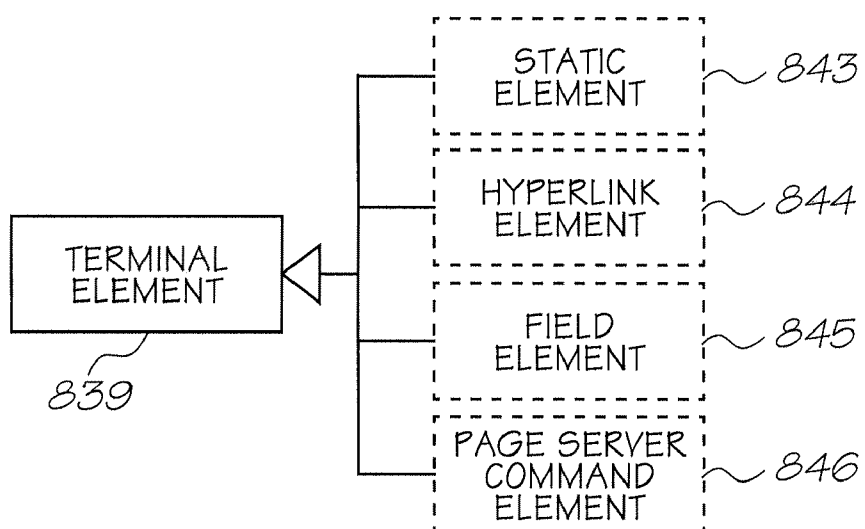 STATIC
ELEMENT
843
HYPERLINK
ELEMENT
844
TERMINAL
ELEMENT
839
FIELD
ELEMENT
845
PAGE SERVER
COMMAND
ELEMENT
846